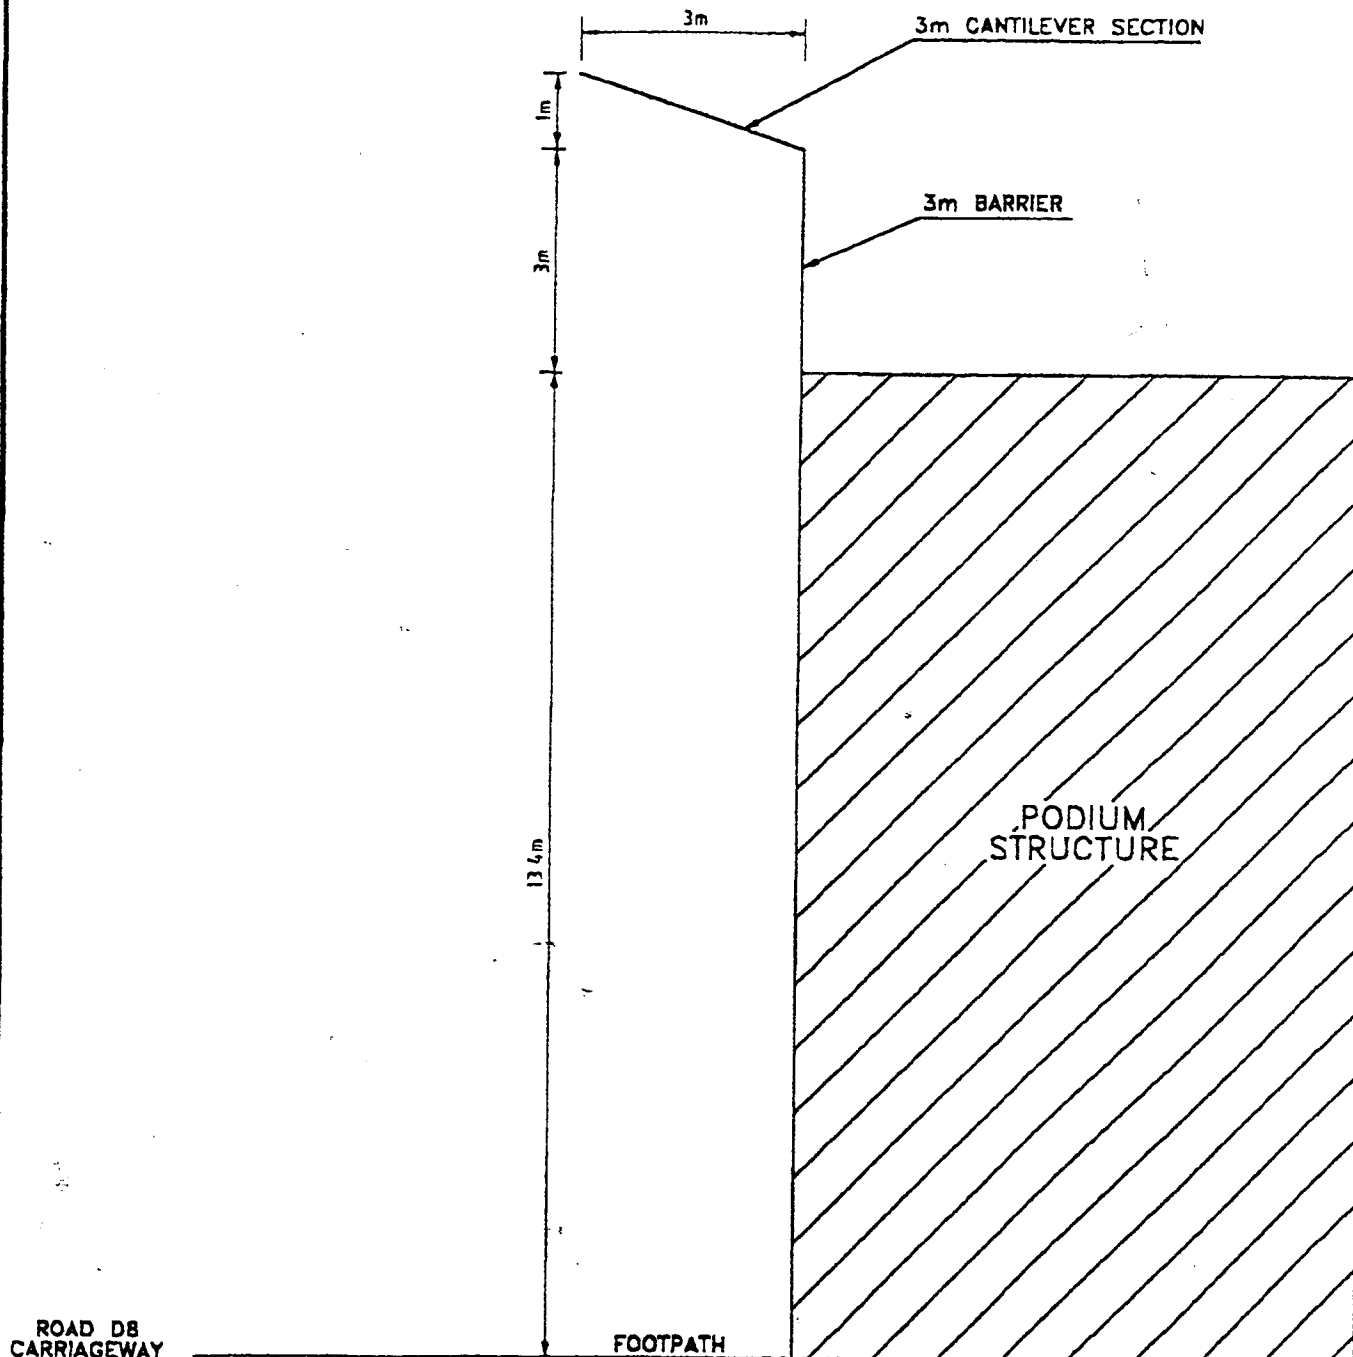 3m
3m CANTILEVER SECTION
1m
3m BARRIER
3m
13 4m
PODIUM
STRUCTURE
ROAD D8
CARRIAGEWAY
FOOTPATH